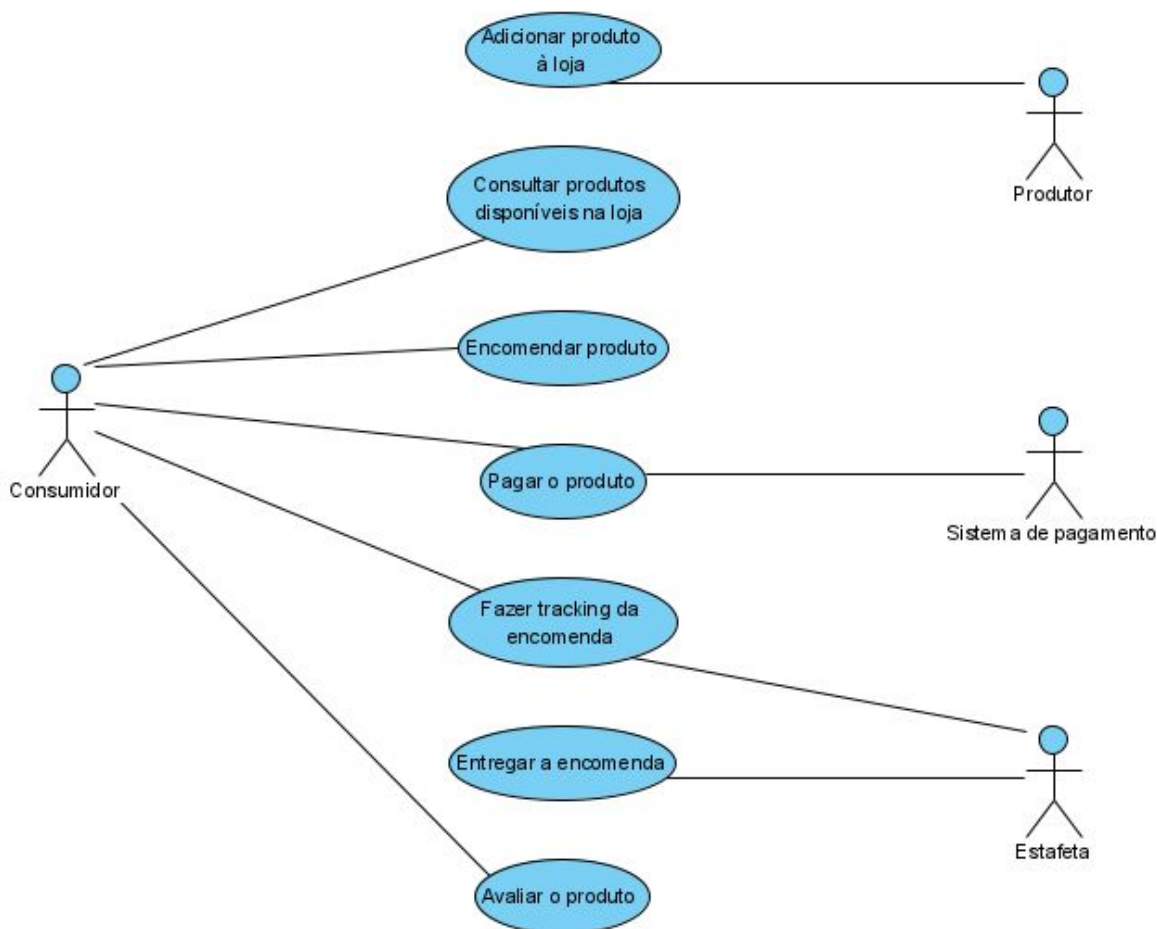 Adicionar produto
à loja
Produtor
Consultar produtos
disponíveis na loja
Encomendar produto
Consumidor
Pagar o produto
Sistema de pagamento
Fazer tracking da
encomenda
Entregar a encomenda
Estafeta
Avaliar o produto